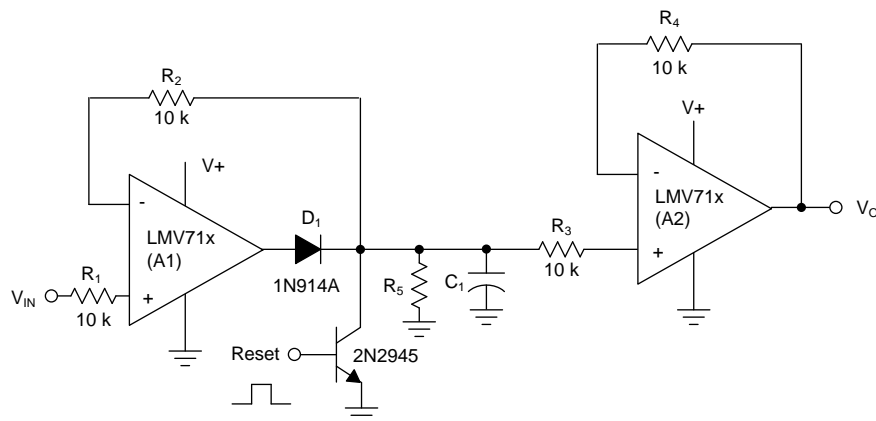 R4
10 k
R2
10 k
V+
V+
-
LMV71x
(A1)
+
D1
1N914A
R1
10 k
VIN
R5
C1
R3
10 k
-
LMV71x
(A2)
+
VO
Reset
2N2945